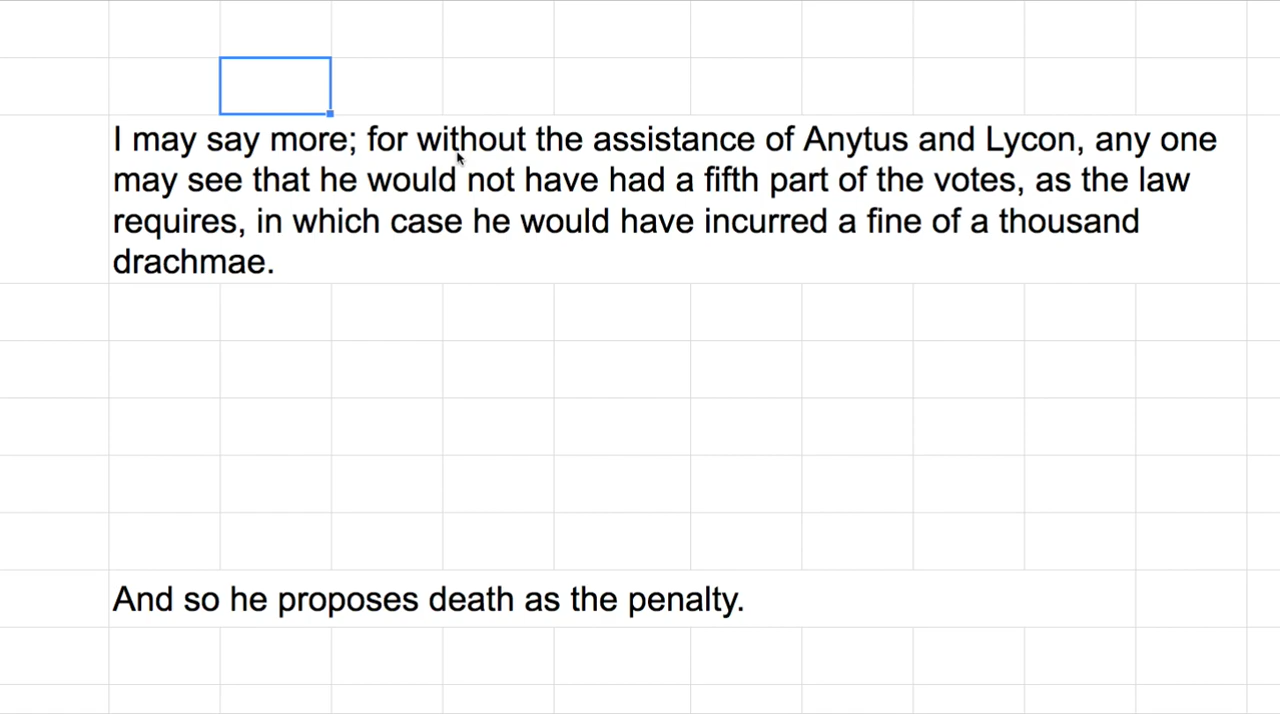 I may say more; for without the assistance of Anytus and Lycon, any one
may see that he would not have had a fifth part of the votes, as the law
requires, in which case he would have incurred a fine of a thousand
drachmae.
And so he proposes death as the penalty.